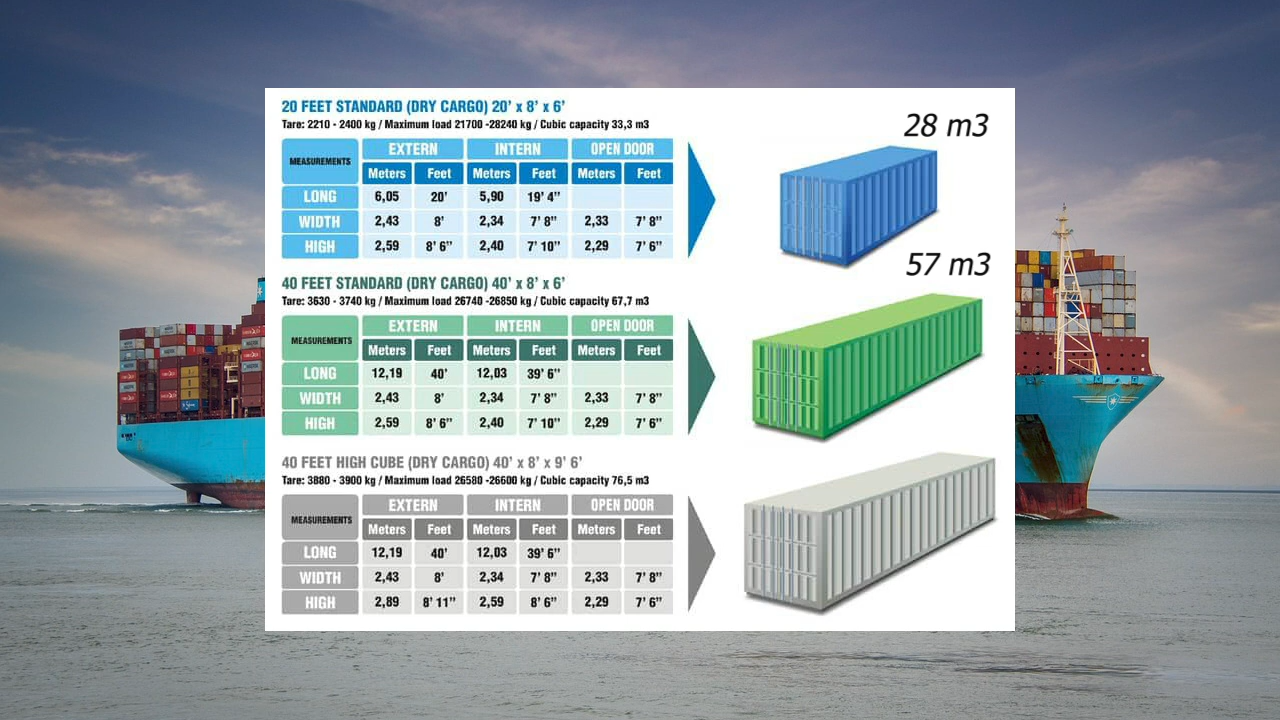 20 FEET STANDARD (DRY CARGO) 20' x 8' x 6'
Tare: 2210 - 2400 kg / Maximum load 21700 -28240 kg / Cubic capacity 33,3 m3
28 m3
MEASUREMENTS EXTERN INTERN OPEN DOOR
Meters Feet Meters Feet Meters Feet
LONG 6,05 20' 5,90 19' 4"
WIDTH 2,43 8' 2,34 7' 8" 2,33 7' 8"
HIGH 2,59 8' 6" 2,40 7' 10" 2,29 7' 6"
57 m3
40 FEET STANDARD (DRY CARGO) 40' x 8' x 6'
Tare: 3630 - 3740 kg / Maximum load 26740 -26850 kg / Cubic capacity 67,7 m3
MEASUREMENTS EXTERN INTERN OPEN DOOR
Meters Feet Meters Feet Meters Feet
LONG 12,19 40' 12,03 39' 6"
WIDTH 2,43 8' 2,34 7' 8" 2,33 7' 8"
HIGH 2,59 8' 6" 2,40 7' 10" 2,29 7' 6"
40 FEET HIGH CUBE (DRY CARGO) 40' x 8' x 9' 6'
Tare: 3880 - 3900 kg / Maximum load 26580 -26600 kg / Cubic capacity 76,5 m3
MEASUREMENTS EXTERN INTERN OPEN DOOR
Meters Feet Meters Feet Meters Feet
LONG 12,19 40' 12,03 39' 6"
WIDTH 2,43 8' 2,34 7' 8" 2,33 7' 8"
HIGH 2,89 8' 11" 2,59 8' 6" 2,29 7' 6"